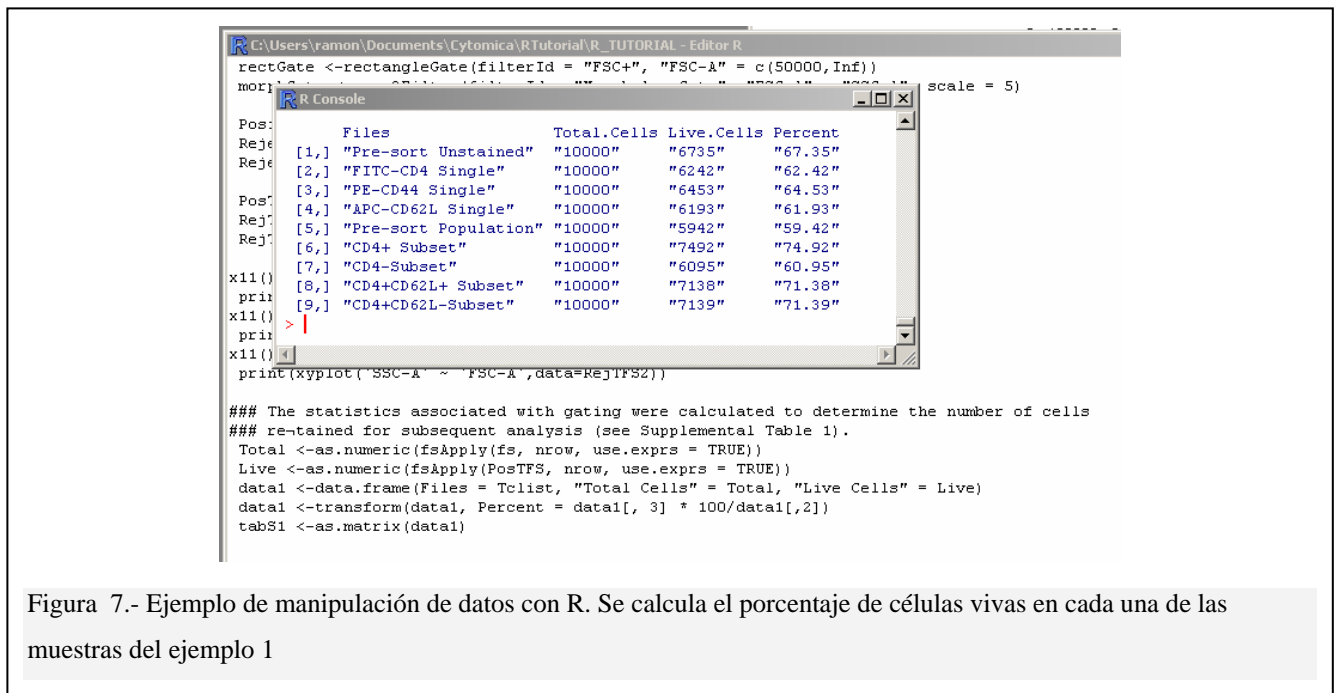 C:\Users\ramon\Documents\Cytomica\RTutorial\R_TUTORIAL - Editor R
rectGate <-rectangleGate(filterId = "FSC+", "FSC-A" = c(50000,Inf))
scale = 5)
R Console
Files Total.Cells Live.Cells Percent
[1,] "Pre-sort Unstained" "10000" "6735" "67.35"
[2,] "FITC-CD4 Single" "10000" "6242" "62.42"
[3,] "PE-CD44 Single" "10000" "6453" "64.53"
[4,] "APC-CD62L Single" "10000" "6193" "61.93"
[5,] "Pre-sort Population" "10000" "5942" "59.42"
[6,] "CD4+ Subset" "10000" "7492" "74.92"
[7,] "CD4-Subset" "10000" "6095" "60.95"
[8,] "CD4+CD62L+ Subset" "10000" "7138" "71.38"
[9,] "CD4+CD62L-Subset" "10000" "7139" "71.39"
>
x11()
x11()
x11()
print(xyplot(`SSC-A` ~ `FSC-A`,data=RejTFS2))
### The statistics associated with gating were calculated to determine the number of cells
### re¬tained for subsequent analysis (see Supplemental Table 1).
Total <-as.numeric(fsApply(fs, nrow, use.exprs = TRUE))
Live <-as.numeric(fsApply(PosTFS, nrow, use.exprs = TRUE))
data1 <-data.frame(Files = Tclist, "Total Cells" = Total, "Live Cells" = Live)
data1 <-transform(data1, Percent = data1[, 3] * 100/data1[,2])
tabS1 <-as.matrix(data1)
Figura 7.- Ejemplo de manipulación de datos con R. Se calcula el porcentaje de células vivas en cada una de las
muestras del ejemplo 1